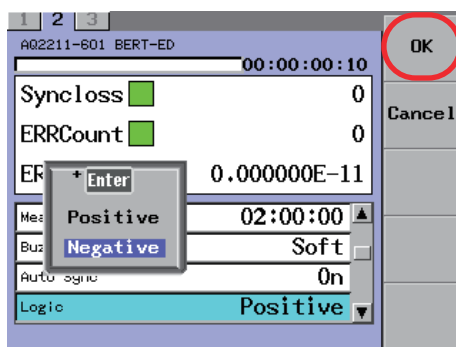 1 2 3
AQ2211-601 BERT-ED
00:00:00:10
Syncloss 0
ERRCount 0
ER 0.000000E-11
Enter
Positive
Negative
Mea 02:00:00
Buz Soft
Auto Sync On
Logic Positive
OK
Cancel